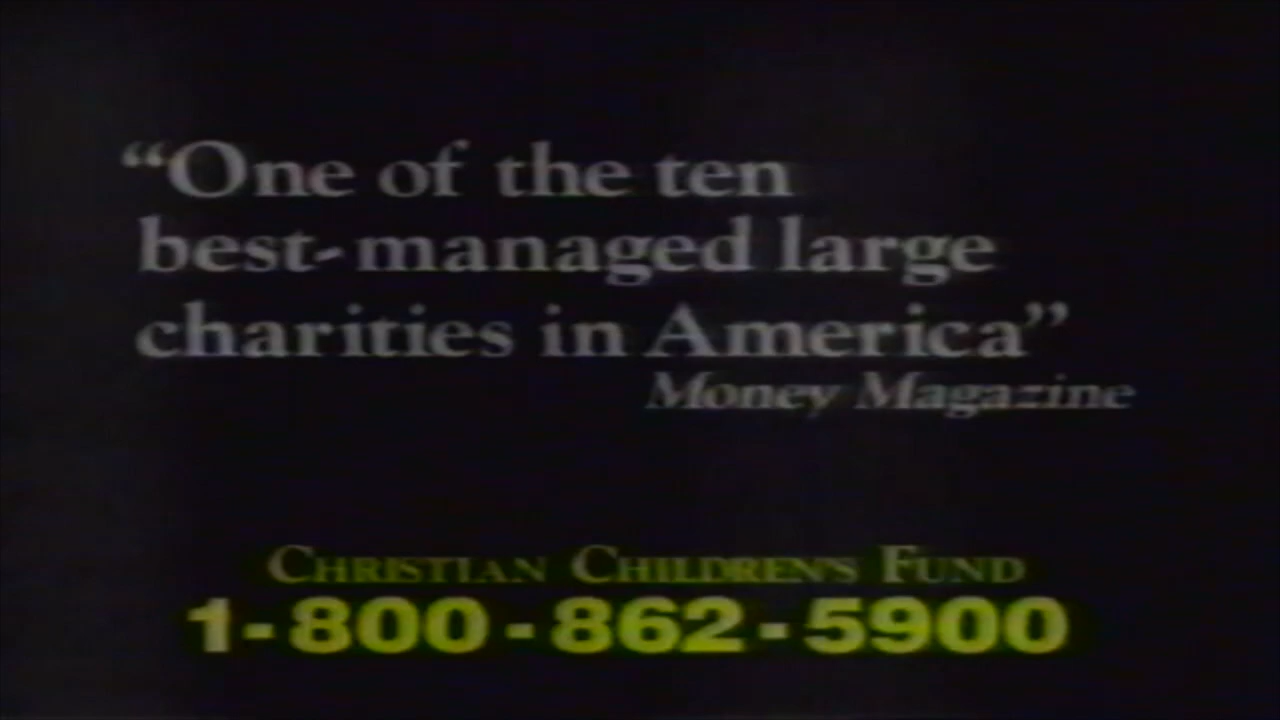 “One of the ten
best-managed large
charities in America”
Money Magazine
CHRISTIAN CHILDREN'S FUND
1-800-862-5900